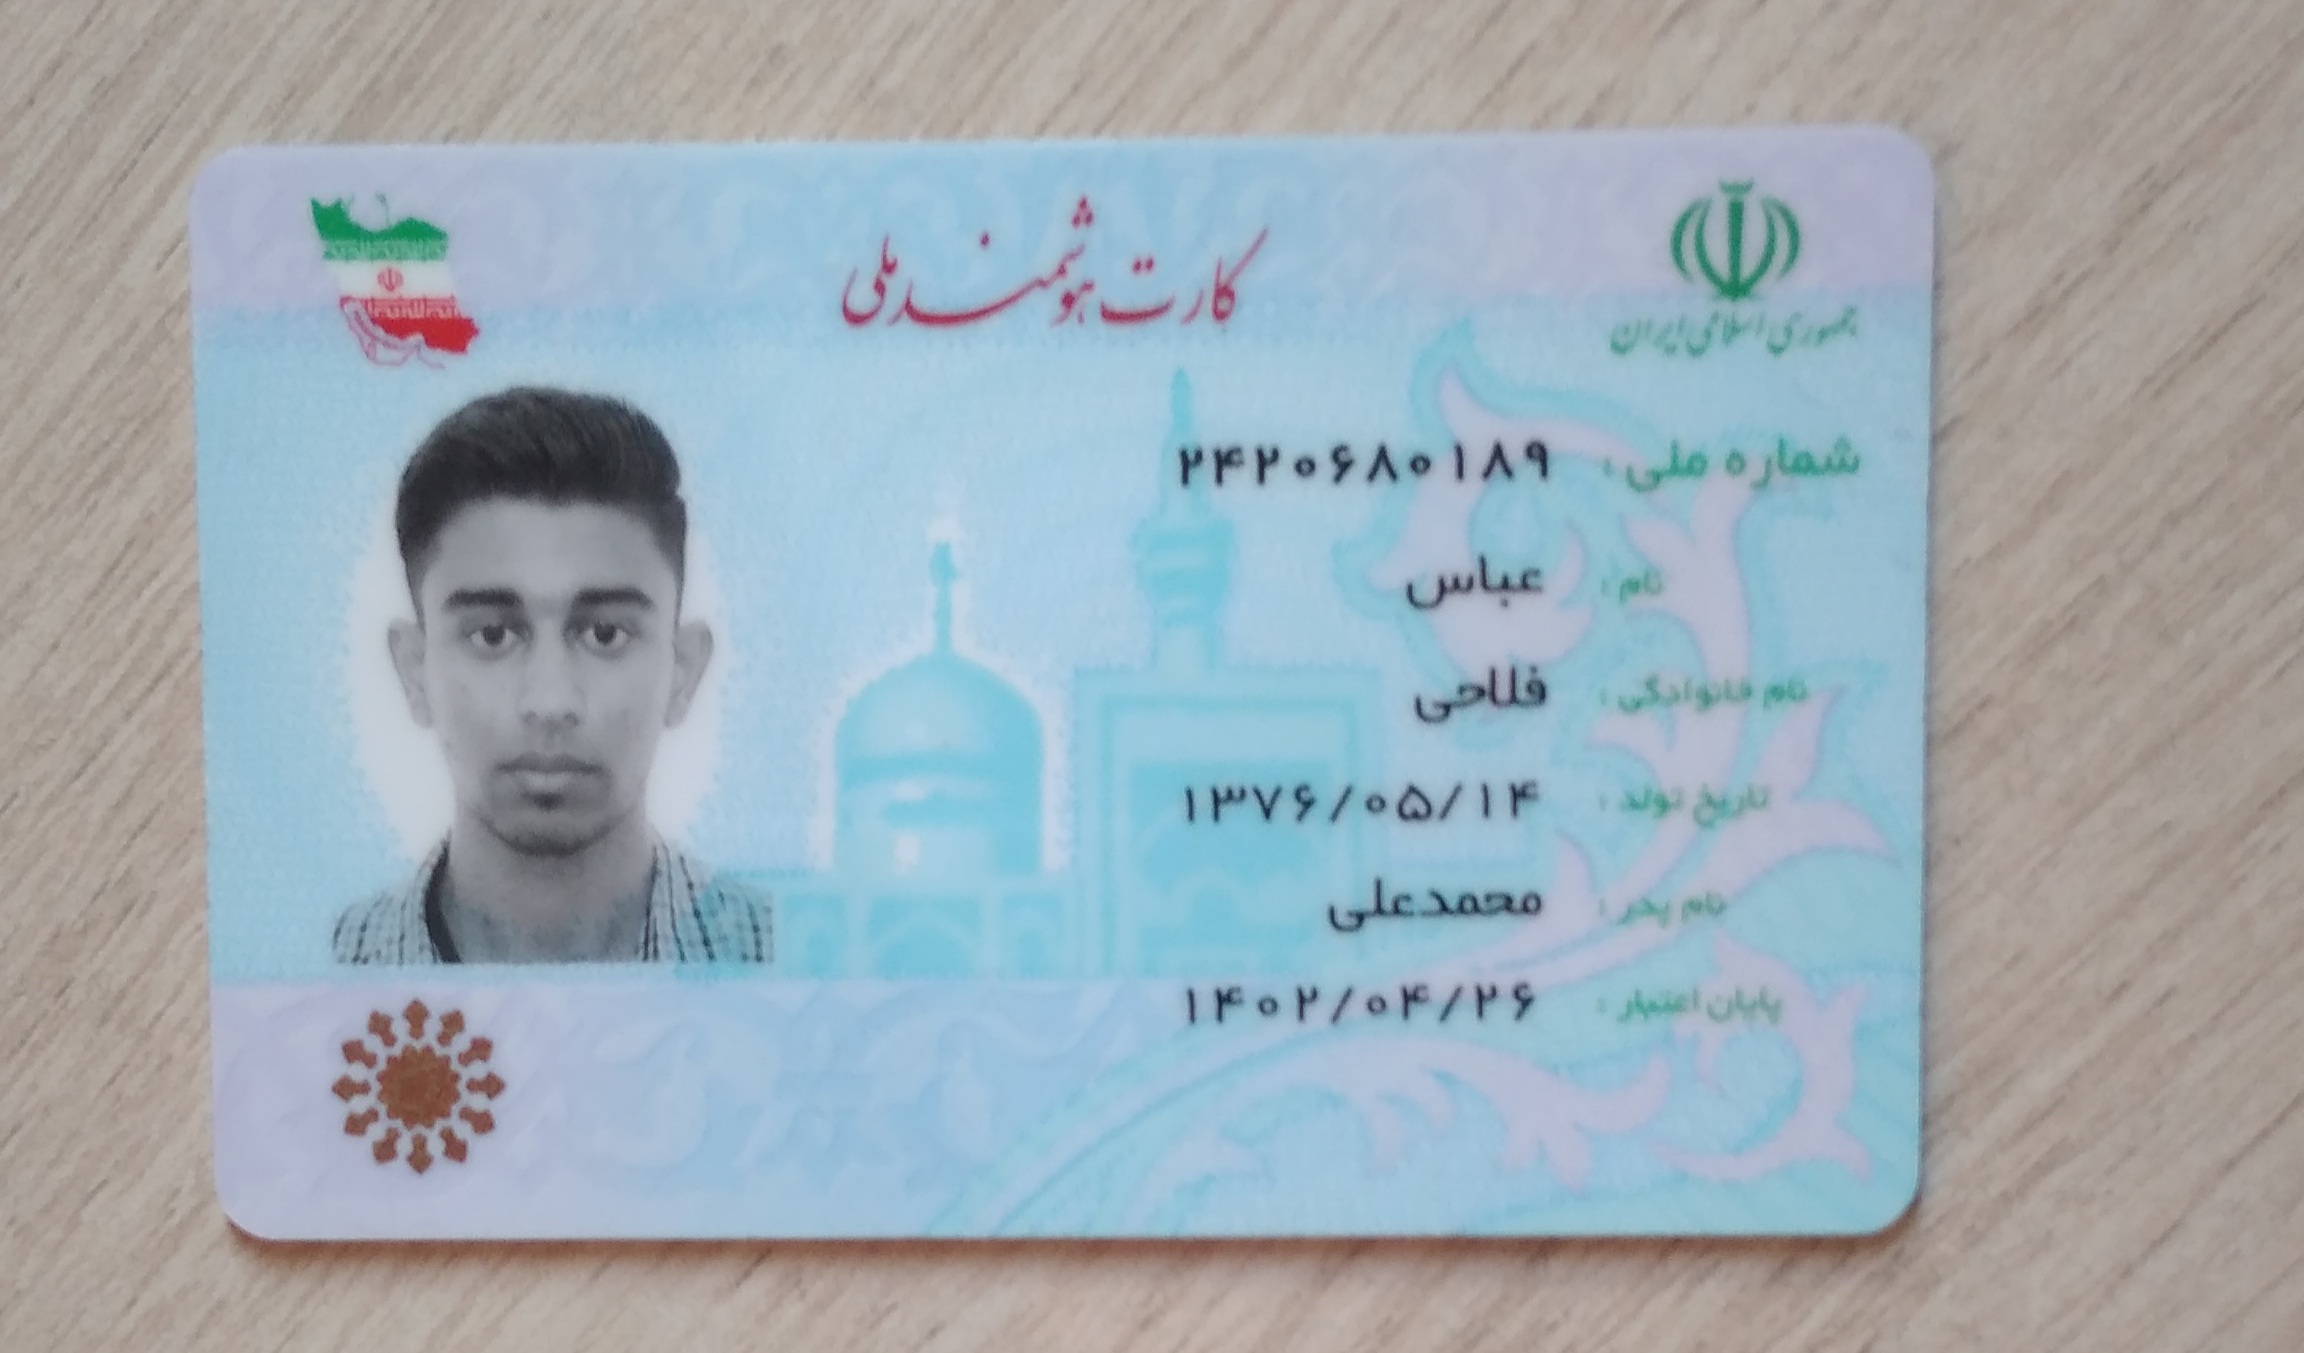 کارت هوشمند ملی
جمهوری اسلامی ایران
شماره ملی : ۲۴۲۰۶۸۰۱۸۹
نام : عباس
نام خانوادگی : فلاحی
تاریخ تولد : ۱۳۷۶/۰۵/۱۴
نام پدر : محمدعلی
پایان اعتبار : ۱۴۰۲/۰۴/۲۶